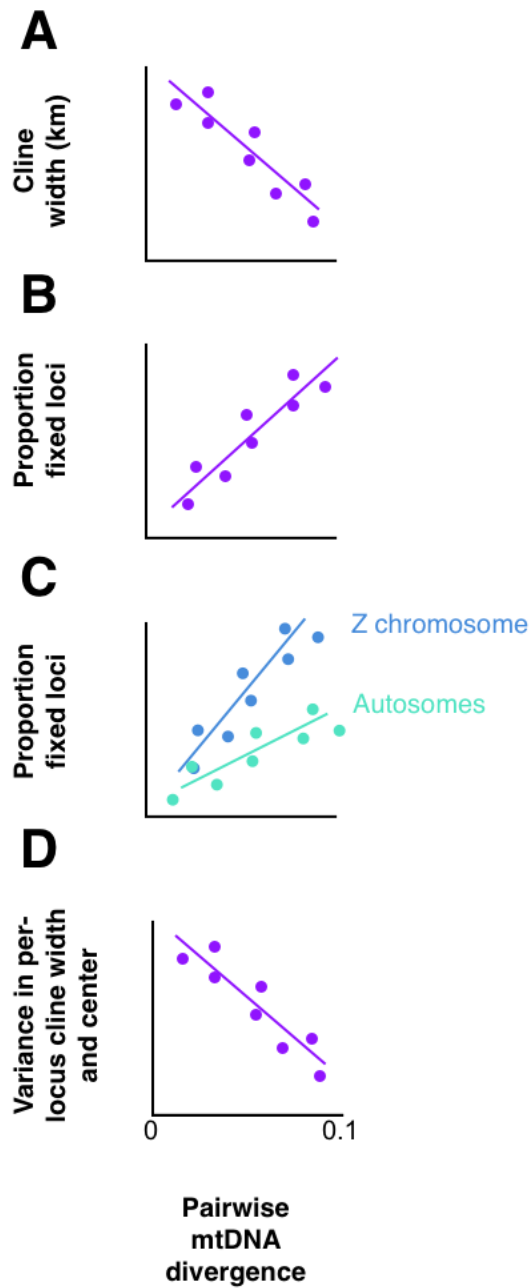 A
Cline
width (km)
B
Proportion
fixed loci
C
Proportion
fixed loci
Z chromosome
Autosomes
D
Variance in per-
locus cline width
and center
0
0.1
Pairwise
mtDNA
divergence